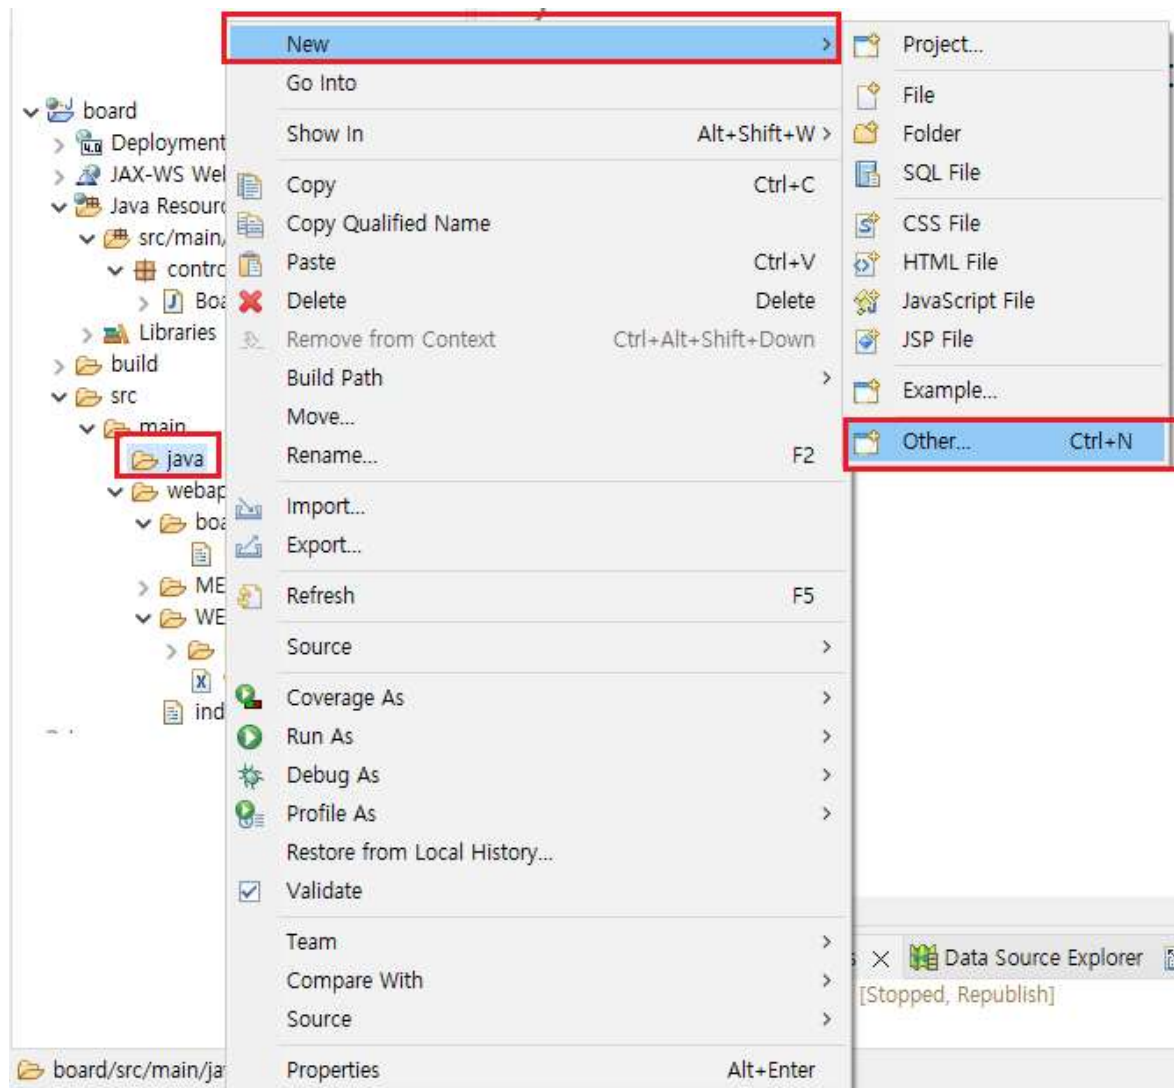 board
Deployment
JAX-WS Wel
Java Resourc
src/main/
contro
Boa
Libraries
build
src
main
java
webap
boa
ME
WE
ind
board/src/main/ja
New
Go Into
Show In Alt+Shift+W >
Copy Ctrl+C
Copy Qualified Name
Paste Ctrl+V
Delete Delete
Remove from Context Ctrl+Alt+Shift+Down
Build Path
Move...
Rename... F2
Import...
Export...
Refresh F5
Source
Coverage As
Run As
Debug As
Profile As
Restore from Local History...
Validate
Team
Compare With
Source
Properties Alt+Enter
Project...
File
Folder
SQL File
CSS File
HTML File
JavaScript File
JSP File
Example...
Other... Ctrl+N
Data Source Explorer
[Stopped, Republish]